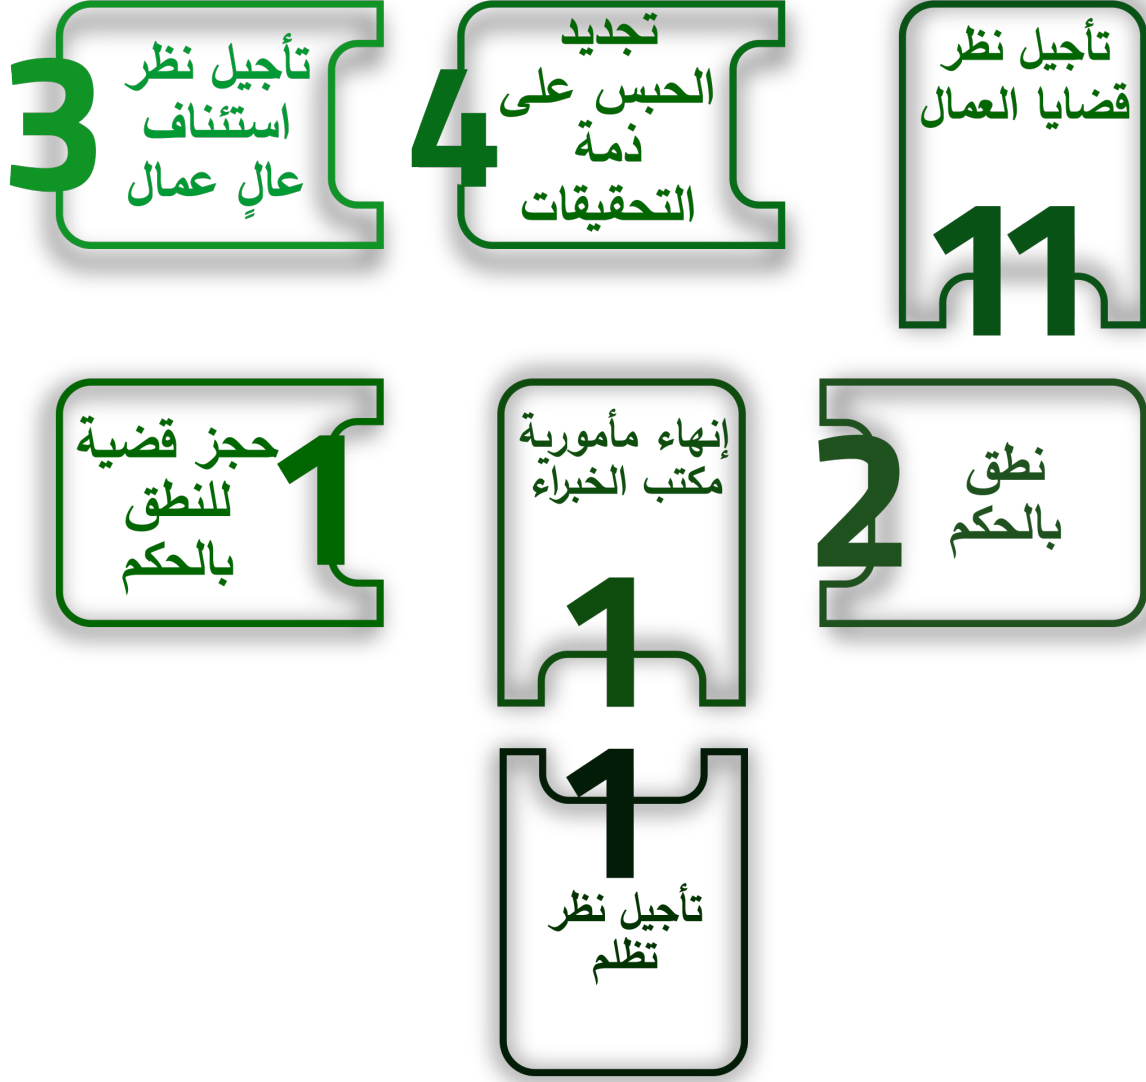 تأجيل نظر
قضايا العمال
11
تجديد
الحبس على
ذمة
التحقيقات
4
تأجيل نظر
استئناف
عالٍ عمال
3
نطق
بالحكم
2
إنهاء مأمورية
مكتب الخبراء
1
حجز قضية
للنطق
بالحكم
1
1
تأجيل نظر
تظلم